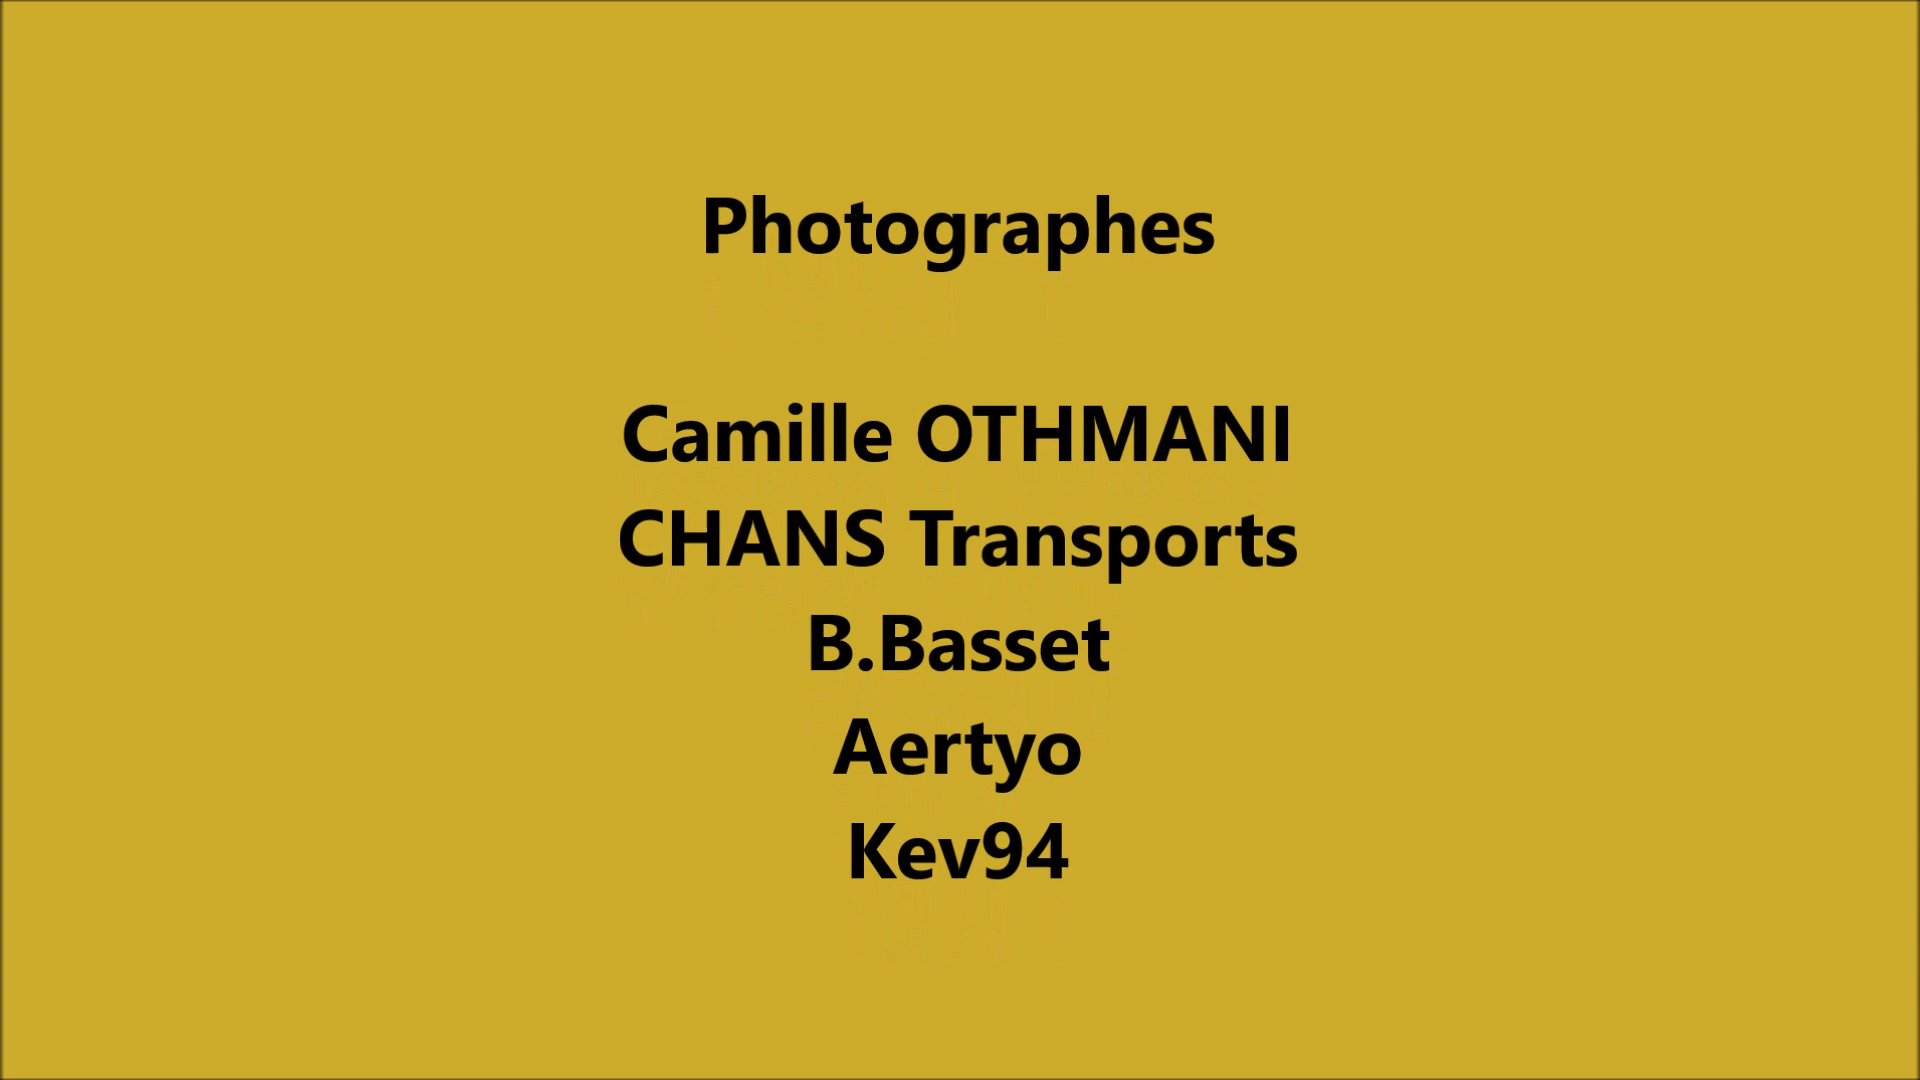 Photographes
Camille OTHMANI
CHANS Transports
B.Basset
Aertyo
Kev94